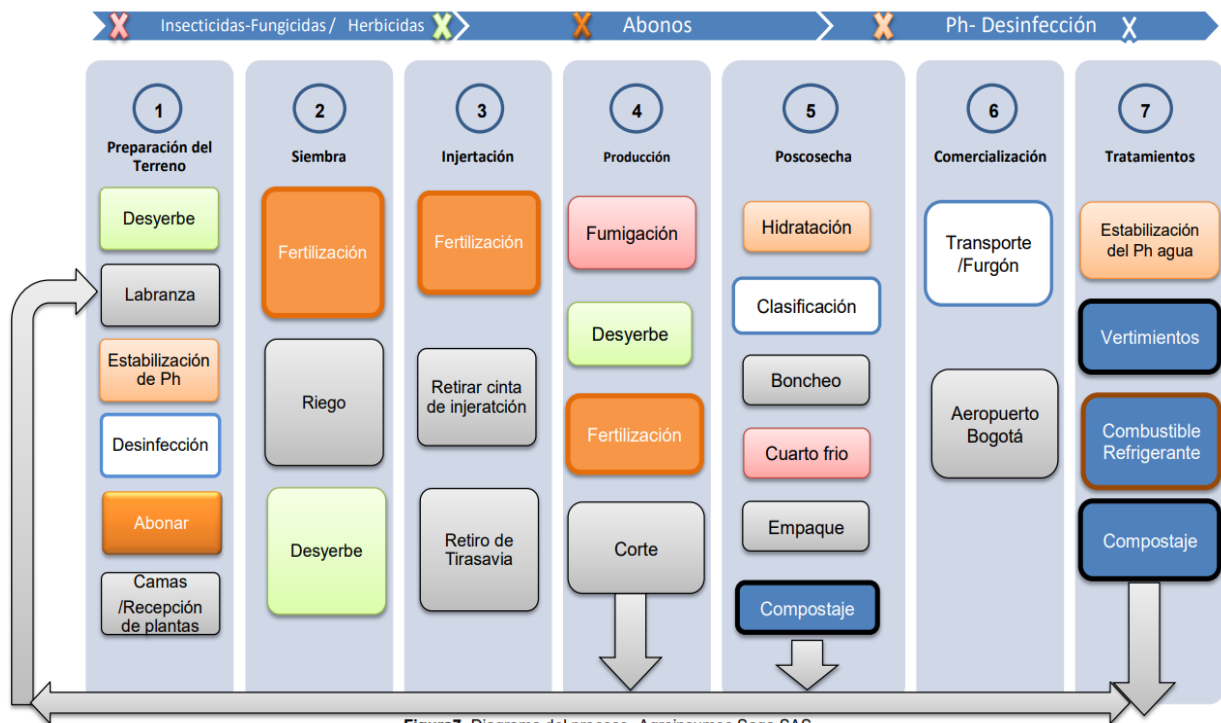 Insecticidas-Fungicidas / Herbicidas
Abonos
Ph- Desinfección
1
Preparación del
Terreno
Desyerbe
Labranza
Estabilización
de Ph
Desinfección
Abonar
Camas
/Recepción
de plantas
2
Siembra
Fertilización
Riego
Desyerbe
3
Injertación
Fertilización
Retirar cinta
de injeratción
Retiro de
Tirasavia
4
Producción
Fumigación
Desyerbe
Fertilización
Corte
5
Poscosecha
Hidratación
Clasificación
Boncheo
Cuarto frio
Empaque
Compostaje
6
Comercialización
Transporte
/Furgón
Aeropuerto
Bogotá
7
Tratamientos
Estabilización
del Ph agua
Vertimientos
Combustible
Refrigerante
Compostaje